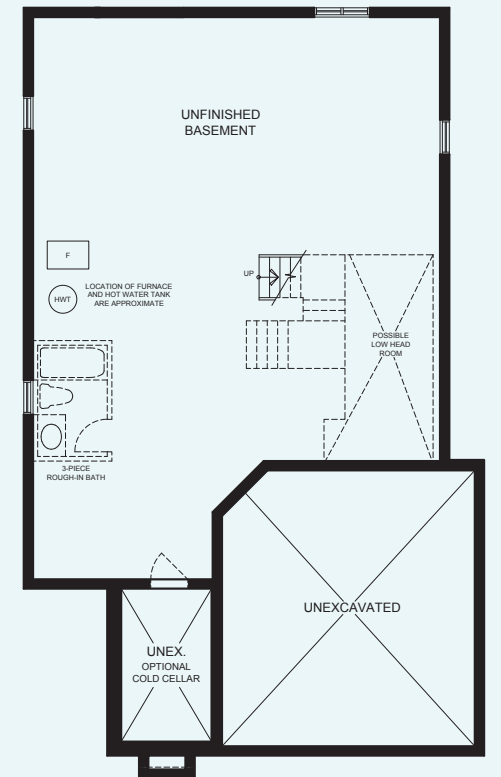 UNFINISHED
BASEMENT
F
HWT
LOCATION OF FURNACE
AND HOT WATER TANK
ARE APPROXIMATE
UP
POSSIBLE
LOW HEAD
ROOM
3-PIECE
ROUGH-IN BATH
UNEXCAVATED
UNEX.
OPTIONAL
COLD CELLAR